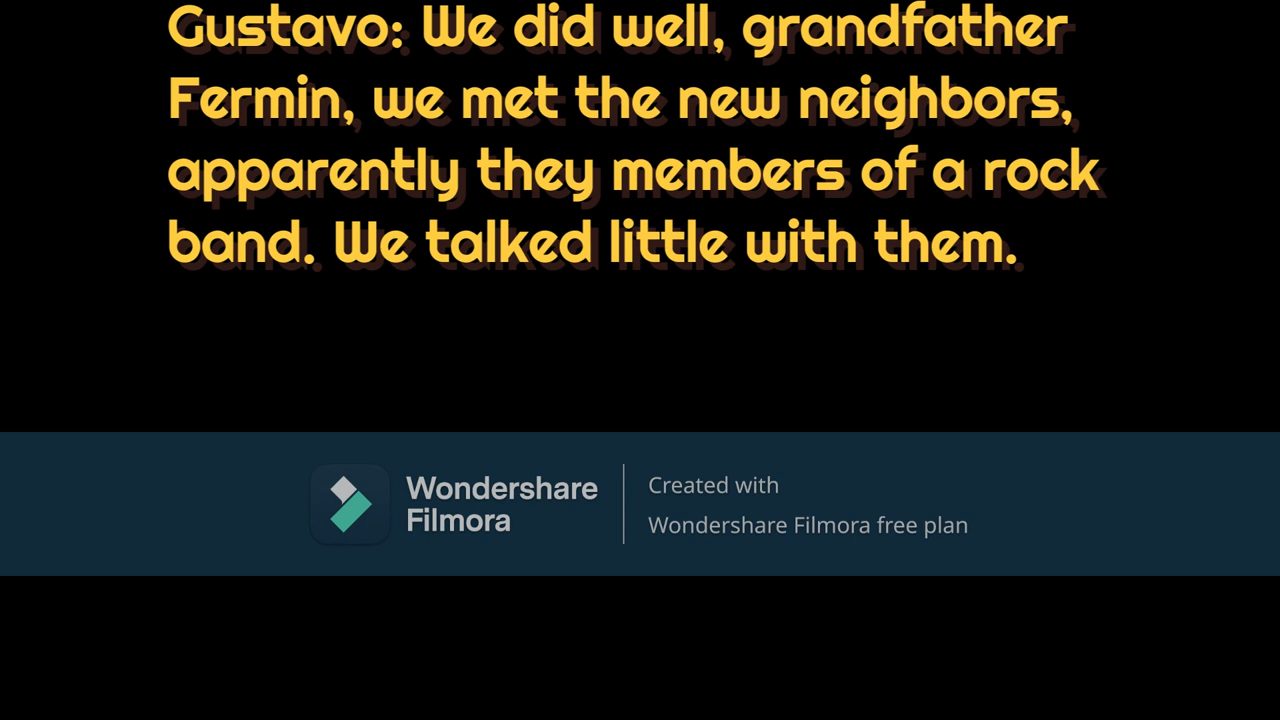 Gustavo: We did well, grandfather
Fermin, we met the new neighbors,
apparently they members of a rock
band. We talked little with them.
Wondershare
Filmora
Created with
Wondershare Filmora free plan